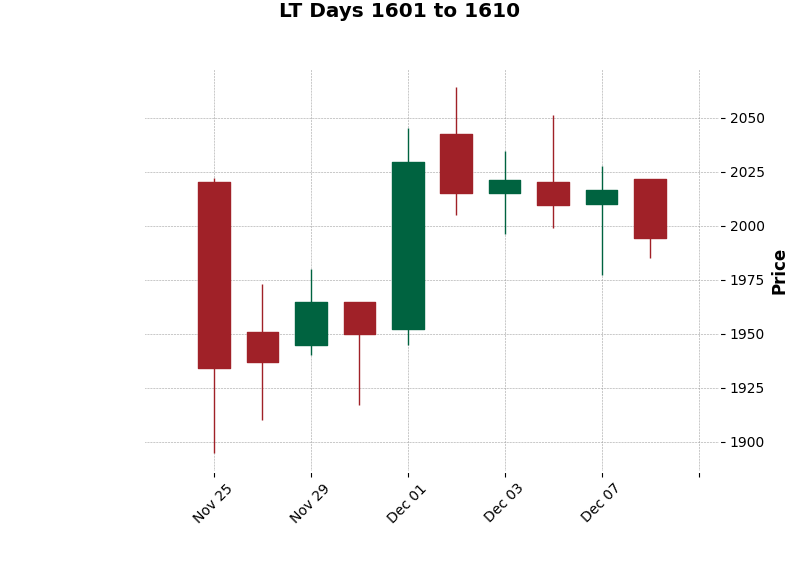 LT Days 1601 to 1610
2050
2025
2000
1975
1950
1925
1900
Price
Nov 25
Nov 29
Dec 01
Dec 03
Dec 07